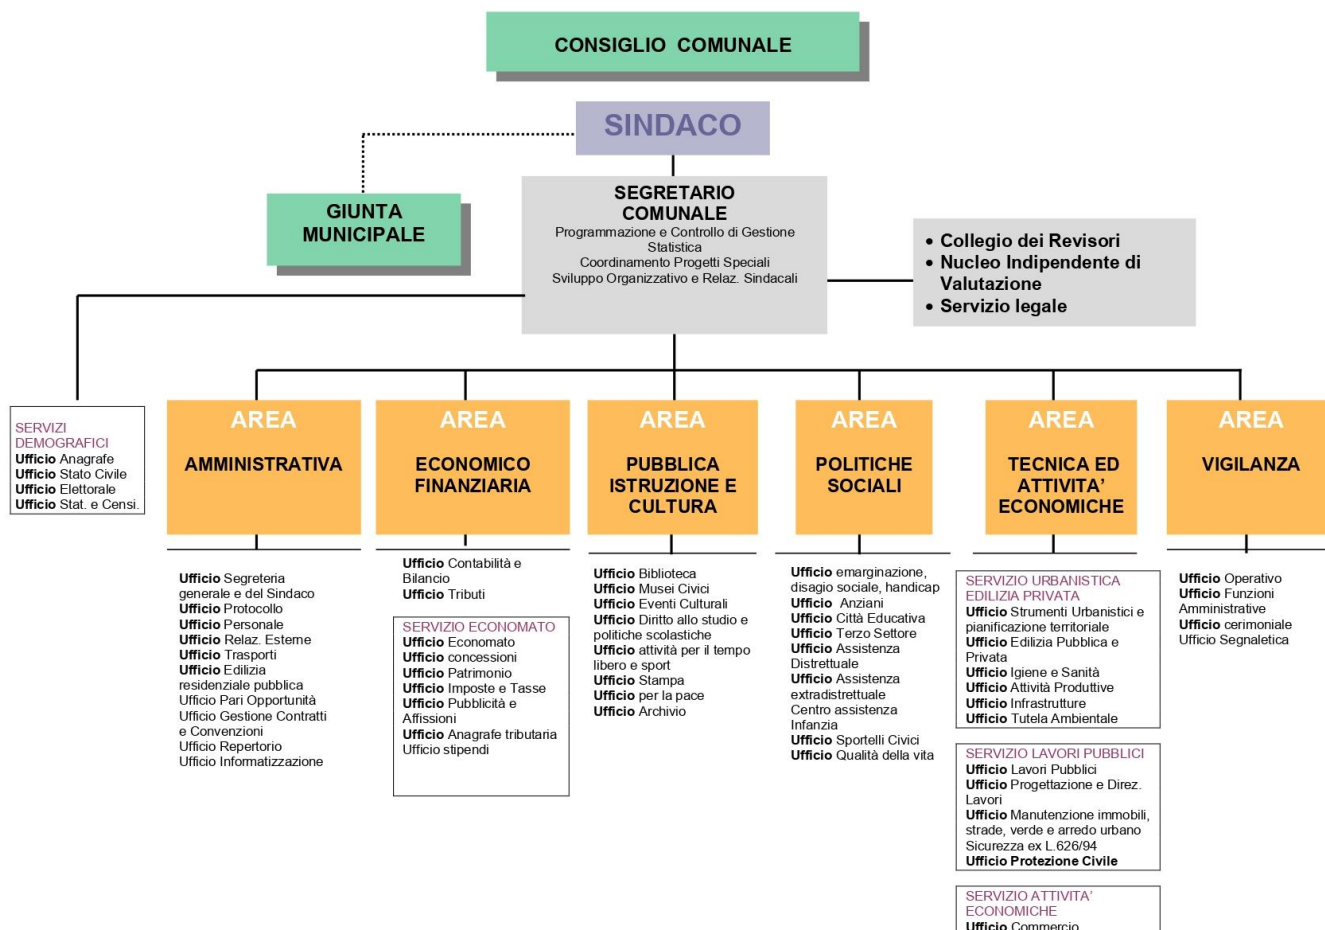 CONSIGLIO COMUNALE
SINDACO
GIUNTA
MUNICIPALE
SEGRETARIO
COMUNALE
Programmazione e Controllo di Gestione
Statistica
Coordinamento Progetti Speciali
Sviluppo Organizzativo e Relaz. Sindacali
• Collegio dei Revisori
• Nucleo Indipendente di
Valutazione
• Servizio legale
SERVIZI
DEMOGRAFICI
Ufficio Anagrafe
Ufficio Stato Civile
Ufficio Elettorale
Ufficio Stat. e Censi.
AREA
AMMINISTRATIVA
Ufficio Segreteria
generale e del Sindaco
Ufficio Protocollo
Ufficio Personale
Ufficio Relaz. Esterne
Ufficio Trasporti
Ufficio Edilizia
residenziale pubblica
Ufficio Pari Opportunità
Ufficio Gestione Contratti
e Convenzioni
Ufficio Repertorio
Ufficio Informatizzazione
AREA
ECONOMICO
FINANZIARIA
Ufficio Contabilità e
Bilancio
Ufficio Tributi
SERVIZIO ECONOMATO
Ufficio Economato
Ufficio concessioni
Ufficio Patrimonio
Ufficio Imposte e Tasse
Ufficio Pubblicità e
Affissioni
Ufficio Anagrafe tributaria
Ufficio stipendi
AREA
PUBBLICA
ISTRUZIONE E
CULTURA
Ufficio Biblioteca
Ufficio Musei Civici
Ufficio Eventi Culturali
Ufficio Diritto allo studio e
politiche scolastiche
Ufficio attività per il tempo
libero e sport
Ufficio Stampa
Ufficio per la pace
Ufficio Archivio
AREA
POLITICHE
SOCIALI
Ufficio emarginazione,
disagio sociale, handicap
Ufficio Anziani
Ufficio Città Educativa
Ufficio Terzo Settore
Ufficio Assistenza
Distrettuale
Ufficio Assistenza
extradistrettuale
Centro assistenza
Infanzia
Ufficio Sportelli Civici
Ufficio Qualità della vita
AREA
TECNICA ED
ATTIVITA’
ECONOMICHE
SERVIZIO URBANISTICA
EDILIZIA PRIVATA
Ufficio Strumenti Urbanistici e
pianificazione territoriale
Ufficio Edilizia Pubblica e
Privata
Ufficio Igiene e Sanità
Ufficio Attività Produttive
Ufficio Infrastrutture
Ufficio Tutela Ambientale
SERVIZIO LAVORI PUBBLICI
Ufficio Lavori Pubblici
Ufficio Progettazione e Direz.
Lavori
Ufficio Manutenzione immobili,
strade, verde e arredo urbano
Sicurezza ex L.626/94
Ufficio Protezione Civile
SERVIZIO ATTIVITA’
ECONOMICHE
Ufficio Commercio
AREA
VIGILANZA
Ufficio Operativo
Ufficio Funzioni
Amministrative
Ufficio cerimoniale
Ufficio Segnaletica